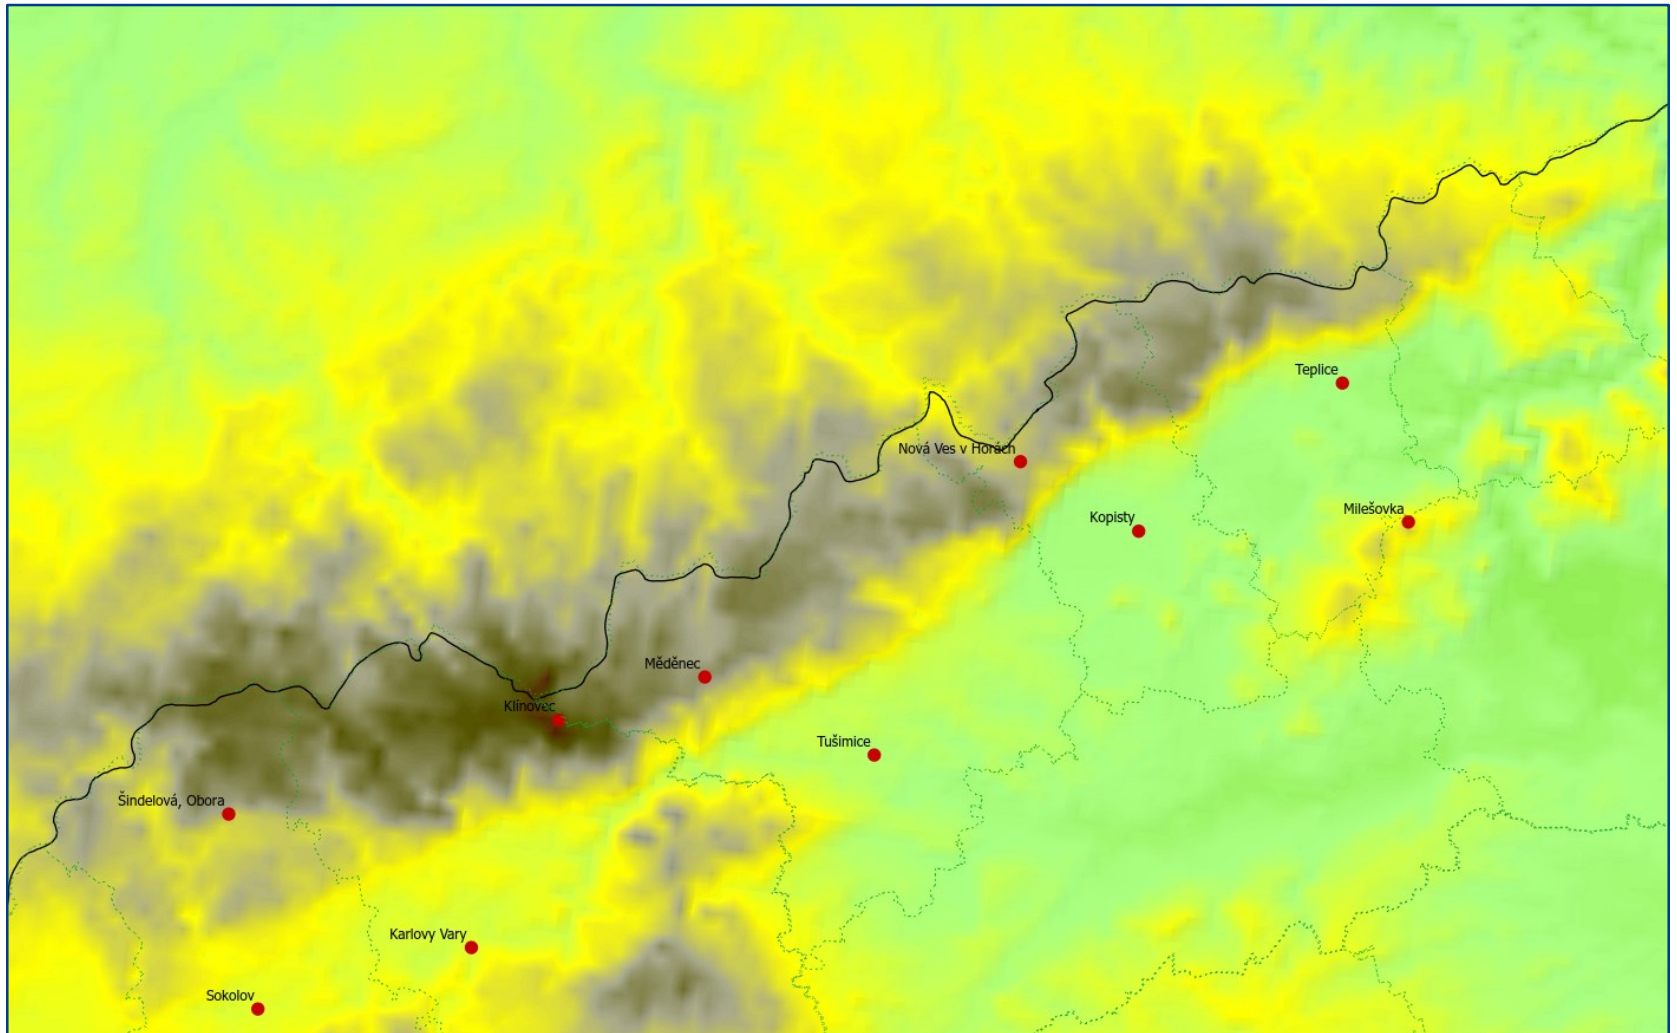 Teplice
Nová Ves v Horách
Milešovka
Kopisty
Měděnec
Klínovec
Tušimice
Šindelová, Obora
Karlovy Vary
Sokolov